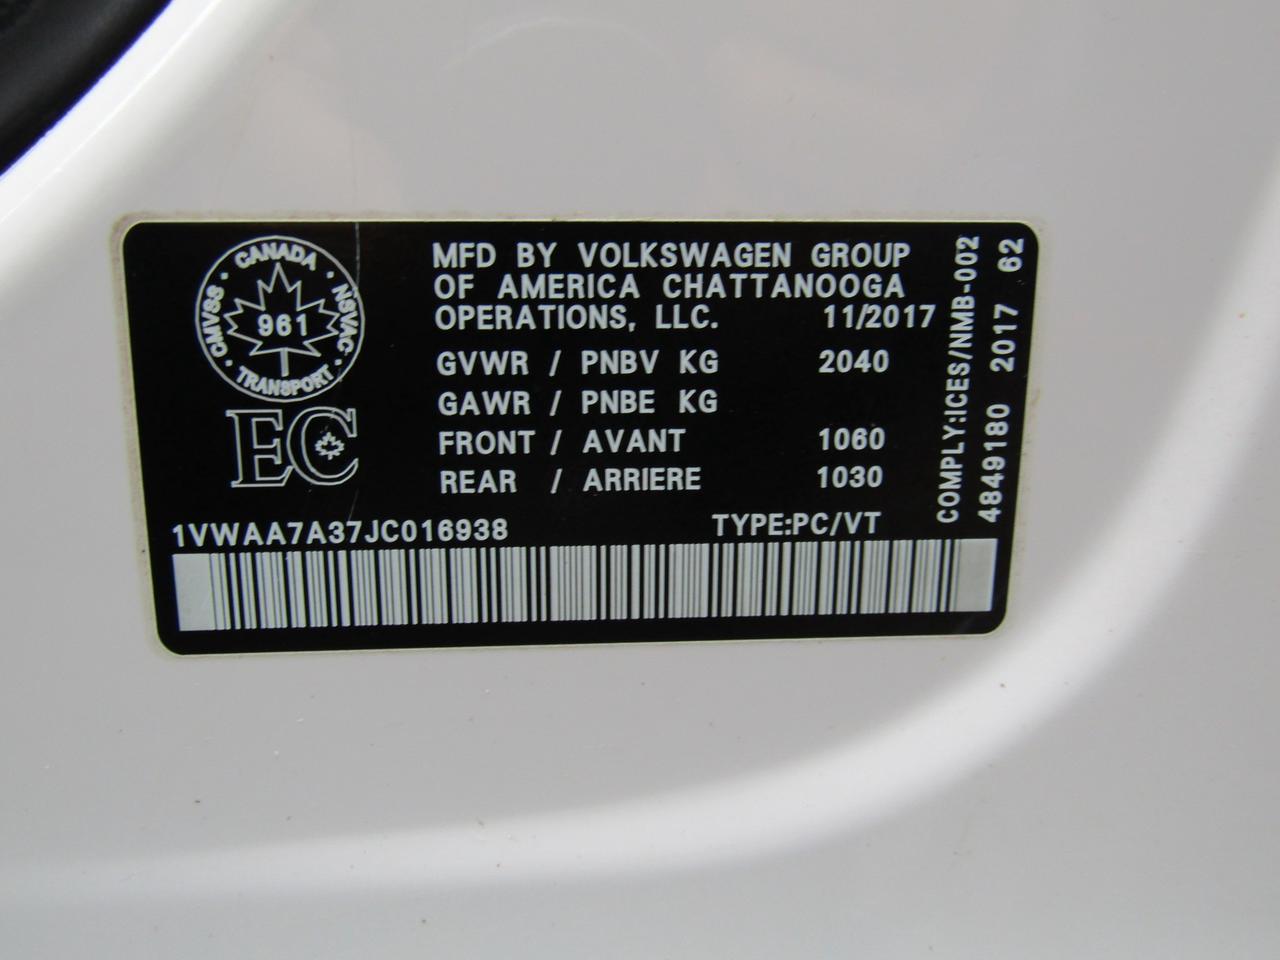 CANADA
CMVSS · NSVAC
961
TRANSPORT
EC
MFD BY VOLKSWAGEN GROUP
OF AMERICA CHATTANOOGA
OPERATIONS, LLC. 11/2017
GVWR / PNBV KG 2040
GAWR / PNBE KG
FRONT / AVANT 1060
REAR / ARRIERE 1030
1VWAA7A37JC016938 TYPE:PC/VT
COMPLY:ICES/NMB-002
4849180 2017 62